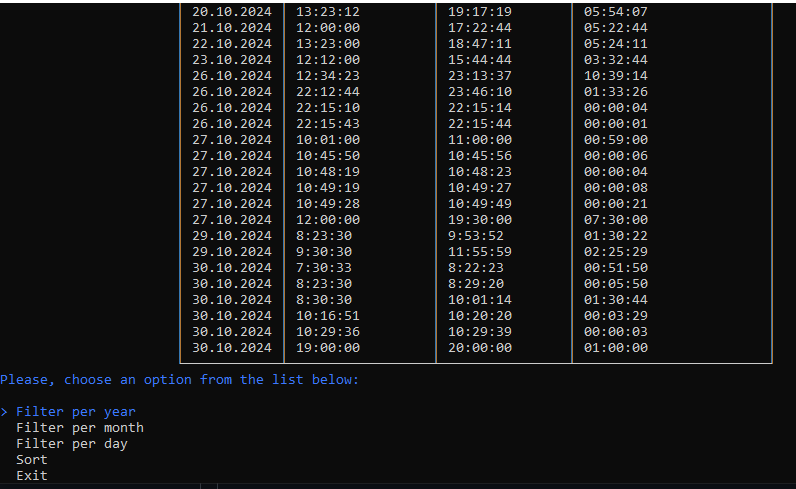 20.10.2024 13:23:12 19:17:19 05:54:07
21.10.2024 12:00:00 17:22:44 05:22:44
22.10.2024 13:23:00 18:47:11 05:24:11
23.10.2024 12:12:00 15:44:44 03:32:44
26.10.2024 12:34:23 23:13:37 10:39:14
26.10.2024 22:12:44 23:46:10 01:33:26
26.10.2024 22:15:10 22:15:14 00:00:04
26.10.2024 22:15:43 22:15:44 00:00:01
27.10.2024 10:01:00 11:00:00 00:59:00
27.10.2024 10:45:50 10:45:56 00:00:06
27.10.2024 10:48:19 10:48:23 00:00:04
27.10.2024 10:49:19 10:49:27 00:00:08
27.10.2024 10:49:28 10:49:49 00:00:21
27.10.2024 12:00:00 19:30:00 07:30:00
29.10.2024 8:23:30 9:53:52 01:30:22
29.10.2024 9:30:30 11:55:59 02:25:29
30.10.2024 7:30:33 8:22:23 00:51:50
30.10.2024 8:23:30 8:29:20 00:05:50
30.10.2024 8:30:30 10:01:14 01:30:44
30.10.2024 10:16:51 10:20:20 00:03:29
30.10.2024 10:29:36 10:29:39 00:00:03
30.10.2024 19:00:00 20:00:00 01:00:00
Please, choose an option from the list below:
> Filter per year
Filter per month
Filter per day
Sort
Exit